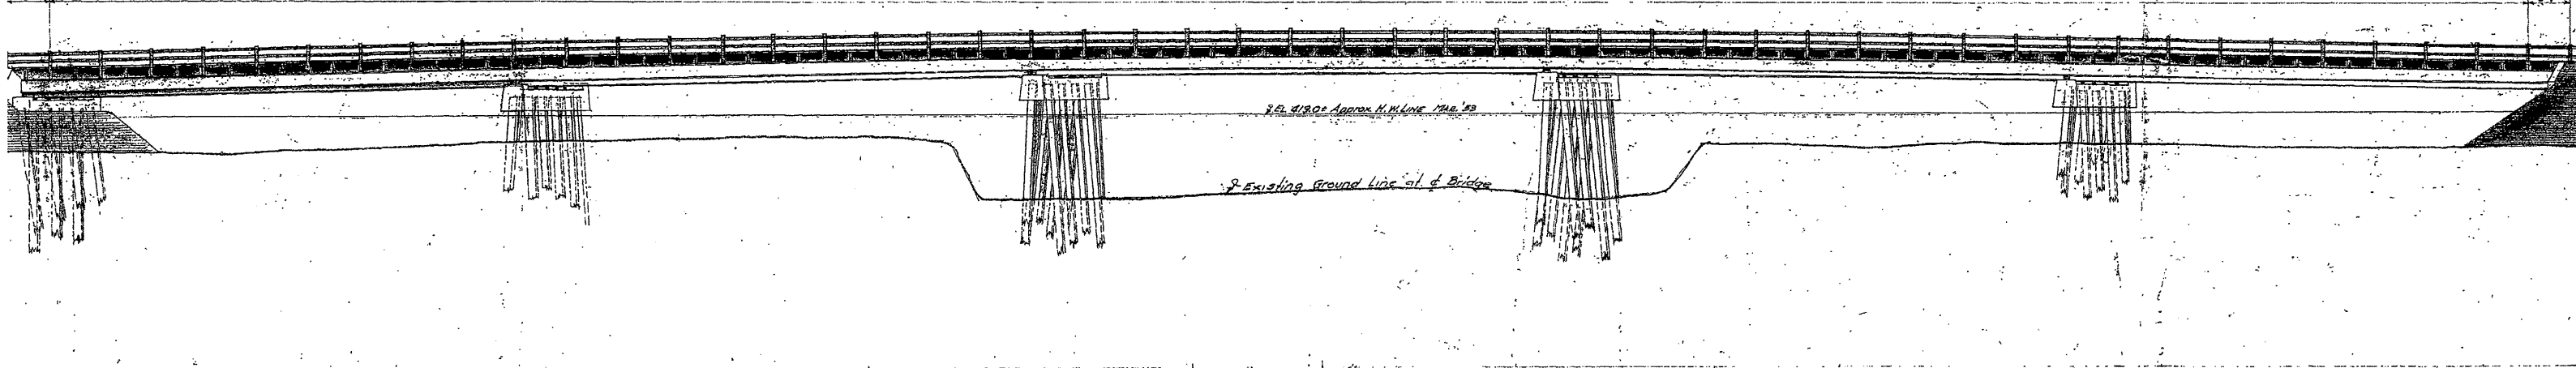 EL 419.0± Approx. H.W. LINE MAR. '53
Existing Ground Line at ₵ Bridge